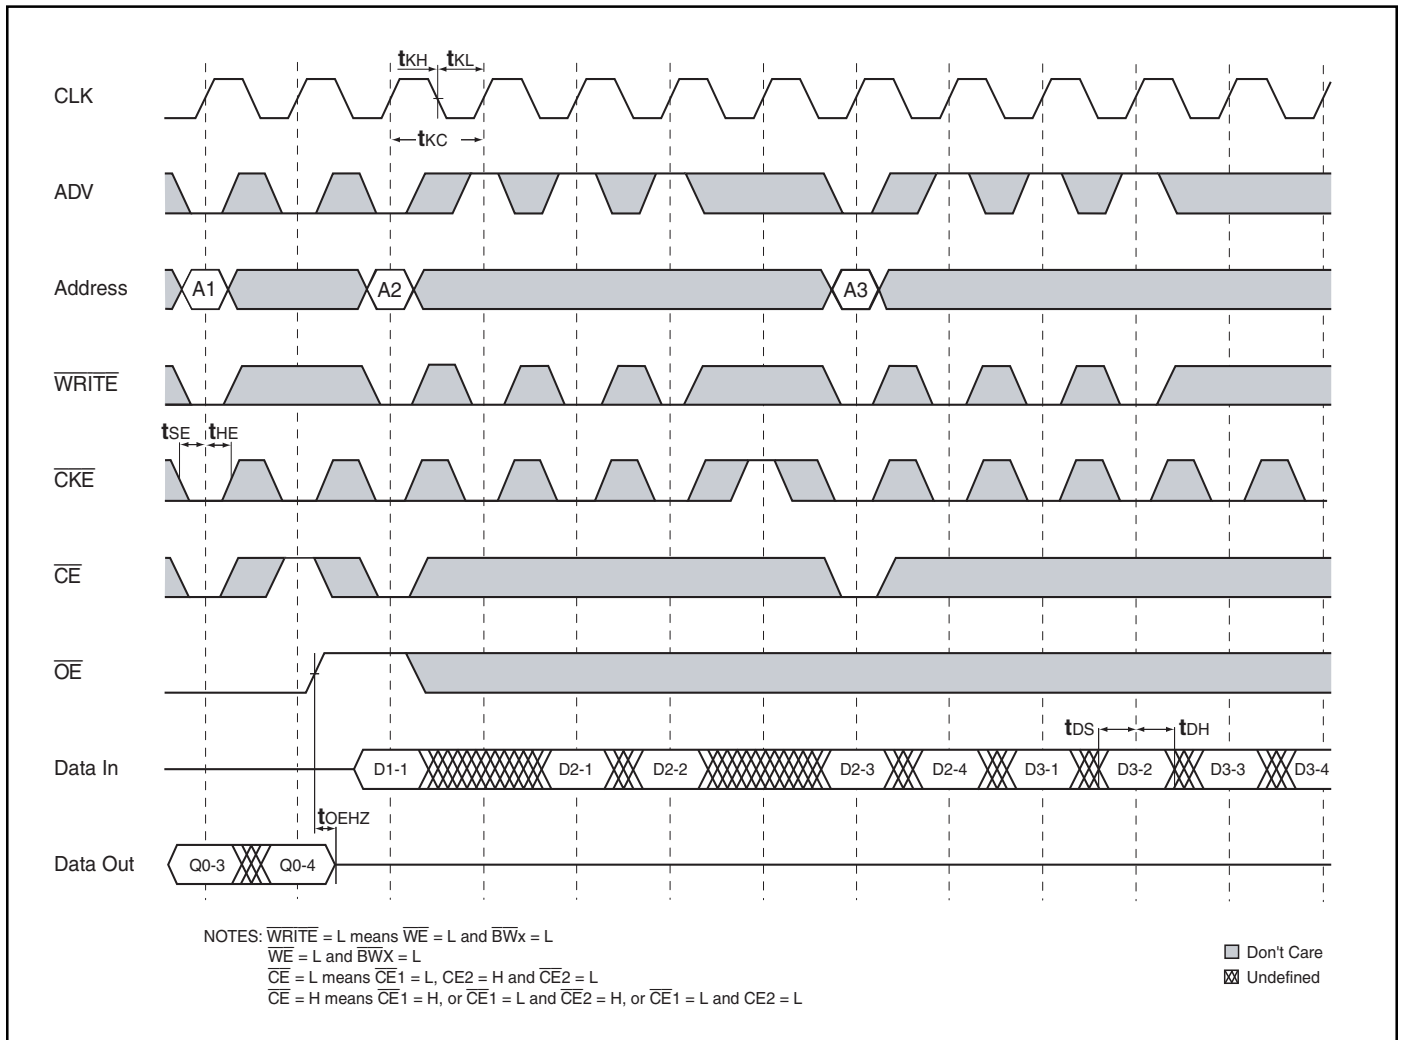 tKH tKL
CLK
tKC
ADV
Address A1 A2 A3
WRITE
tSE tHE
CKE
CE
OE
tDS tDH
Data In D1-1 D2-1 D2-2 D2-3 D2-4 D3-1 D3-2 D3-3 D3-4
tOEHZ
Data Out Q0-3 Q0-4
NOTES: WRITE = L means WE = L and BWx = L
WE = L and BWX = L
CE = L means CE1 = L, CE2 = H and CE2 = L
CE = H means CE1 = H, or CE1 = L and CE2 = H, or CE1 = L and CE2 = L
Don't Care
Undefined